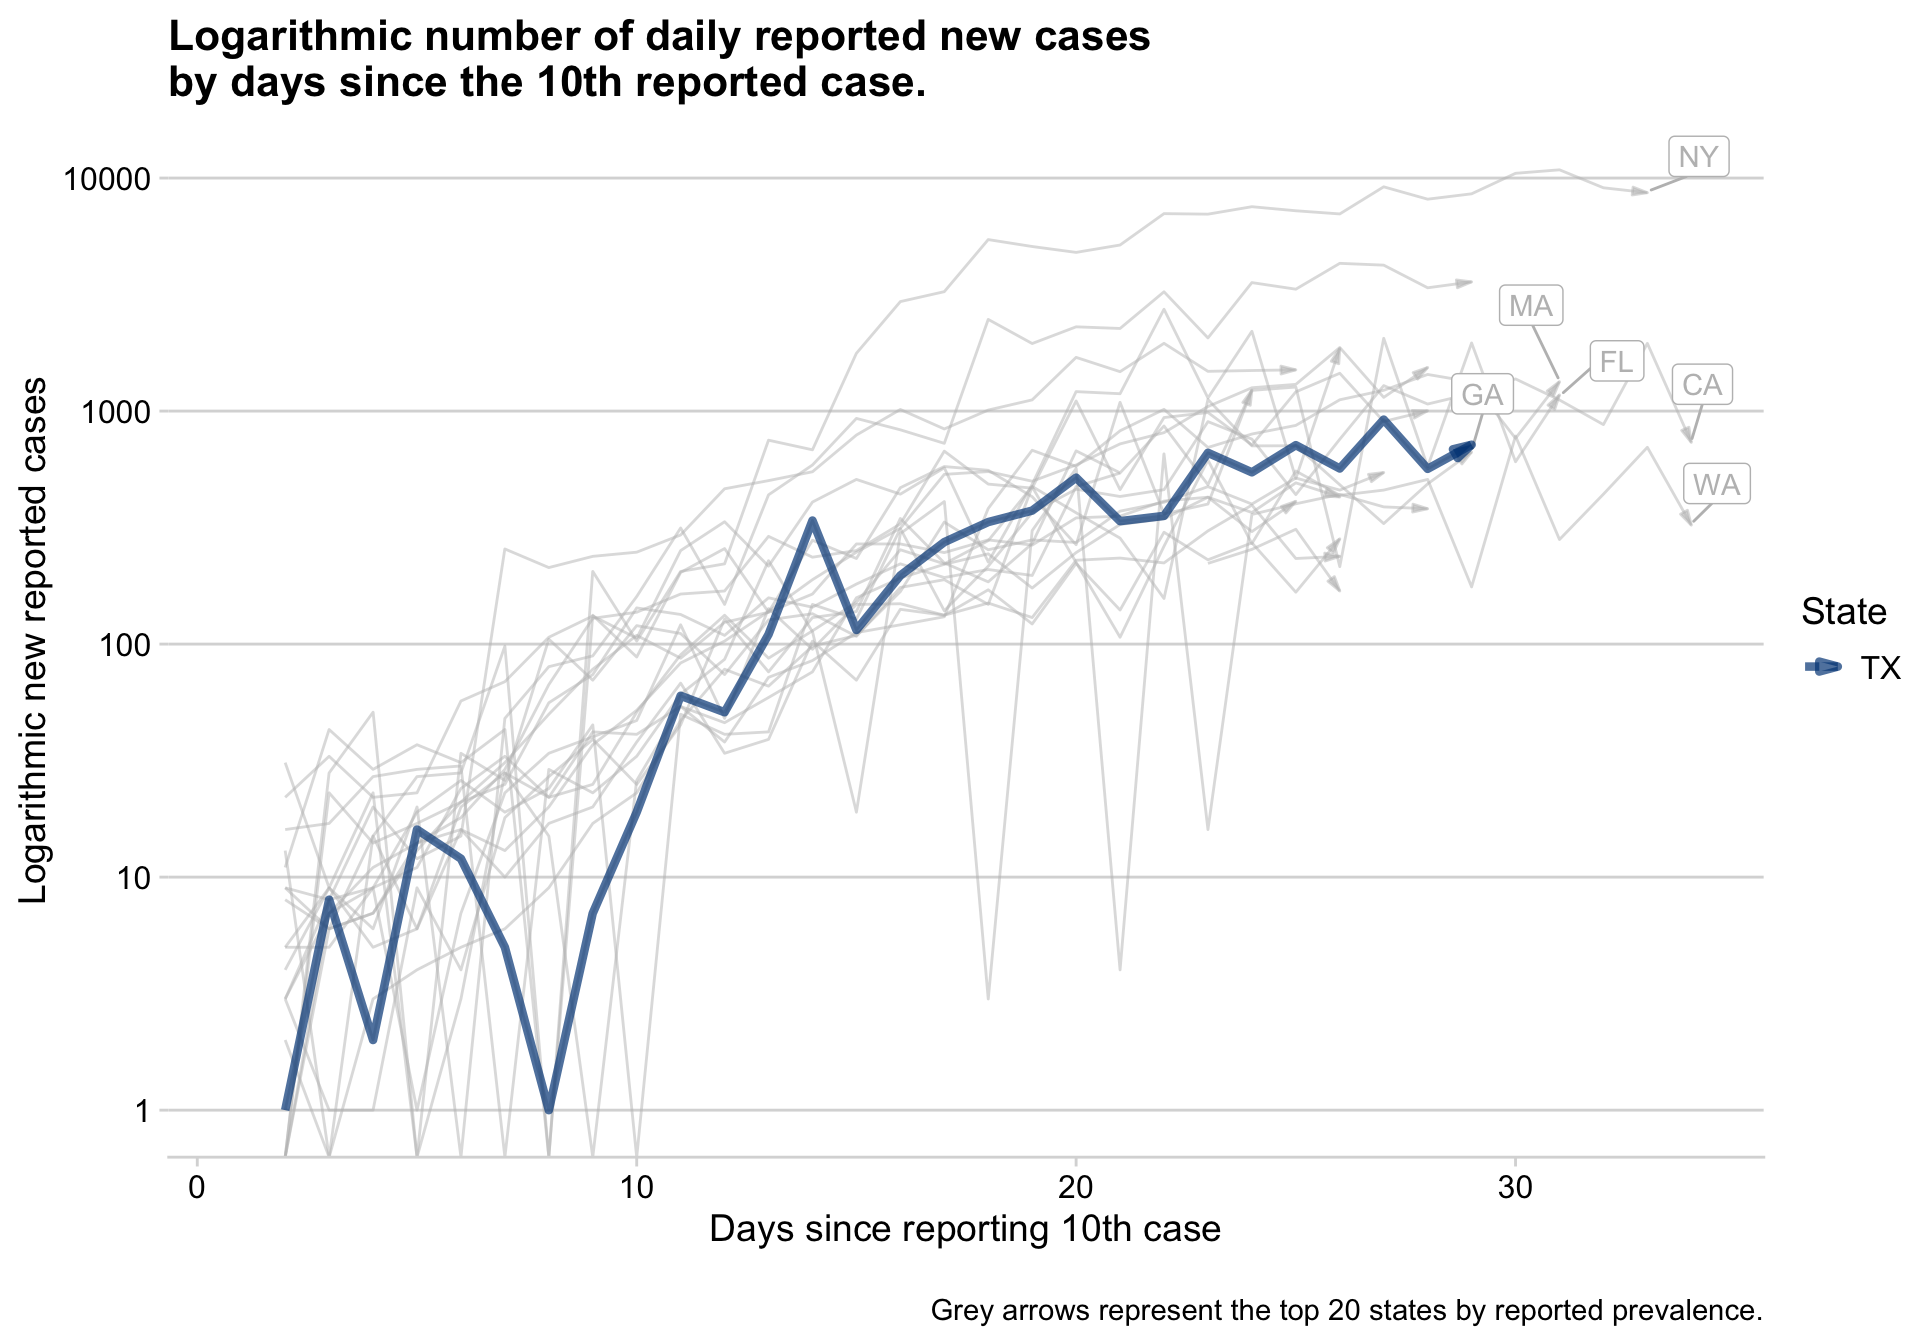 Logarithmic number of daily reported new cases
by days since the 10th reported case.
Logarithmic new reported cases
10000
1000
100
10
1
NY
MA
FL
CA
GA
WA
State
TX
0
10
20
30
Days since reporting 10th case
Grey arrows represent the top 20 states by reported prevalence.